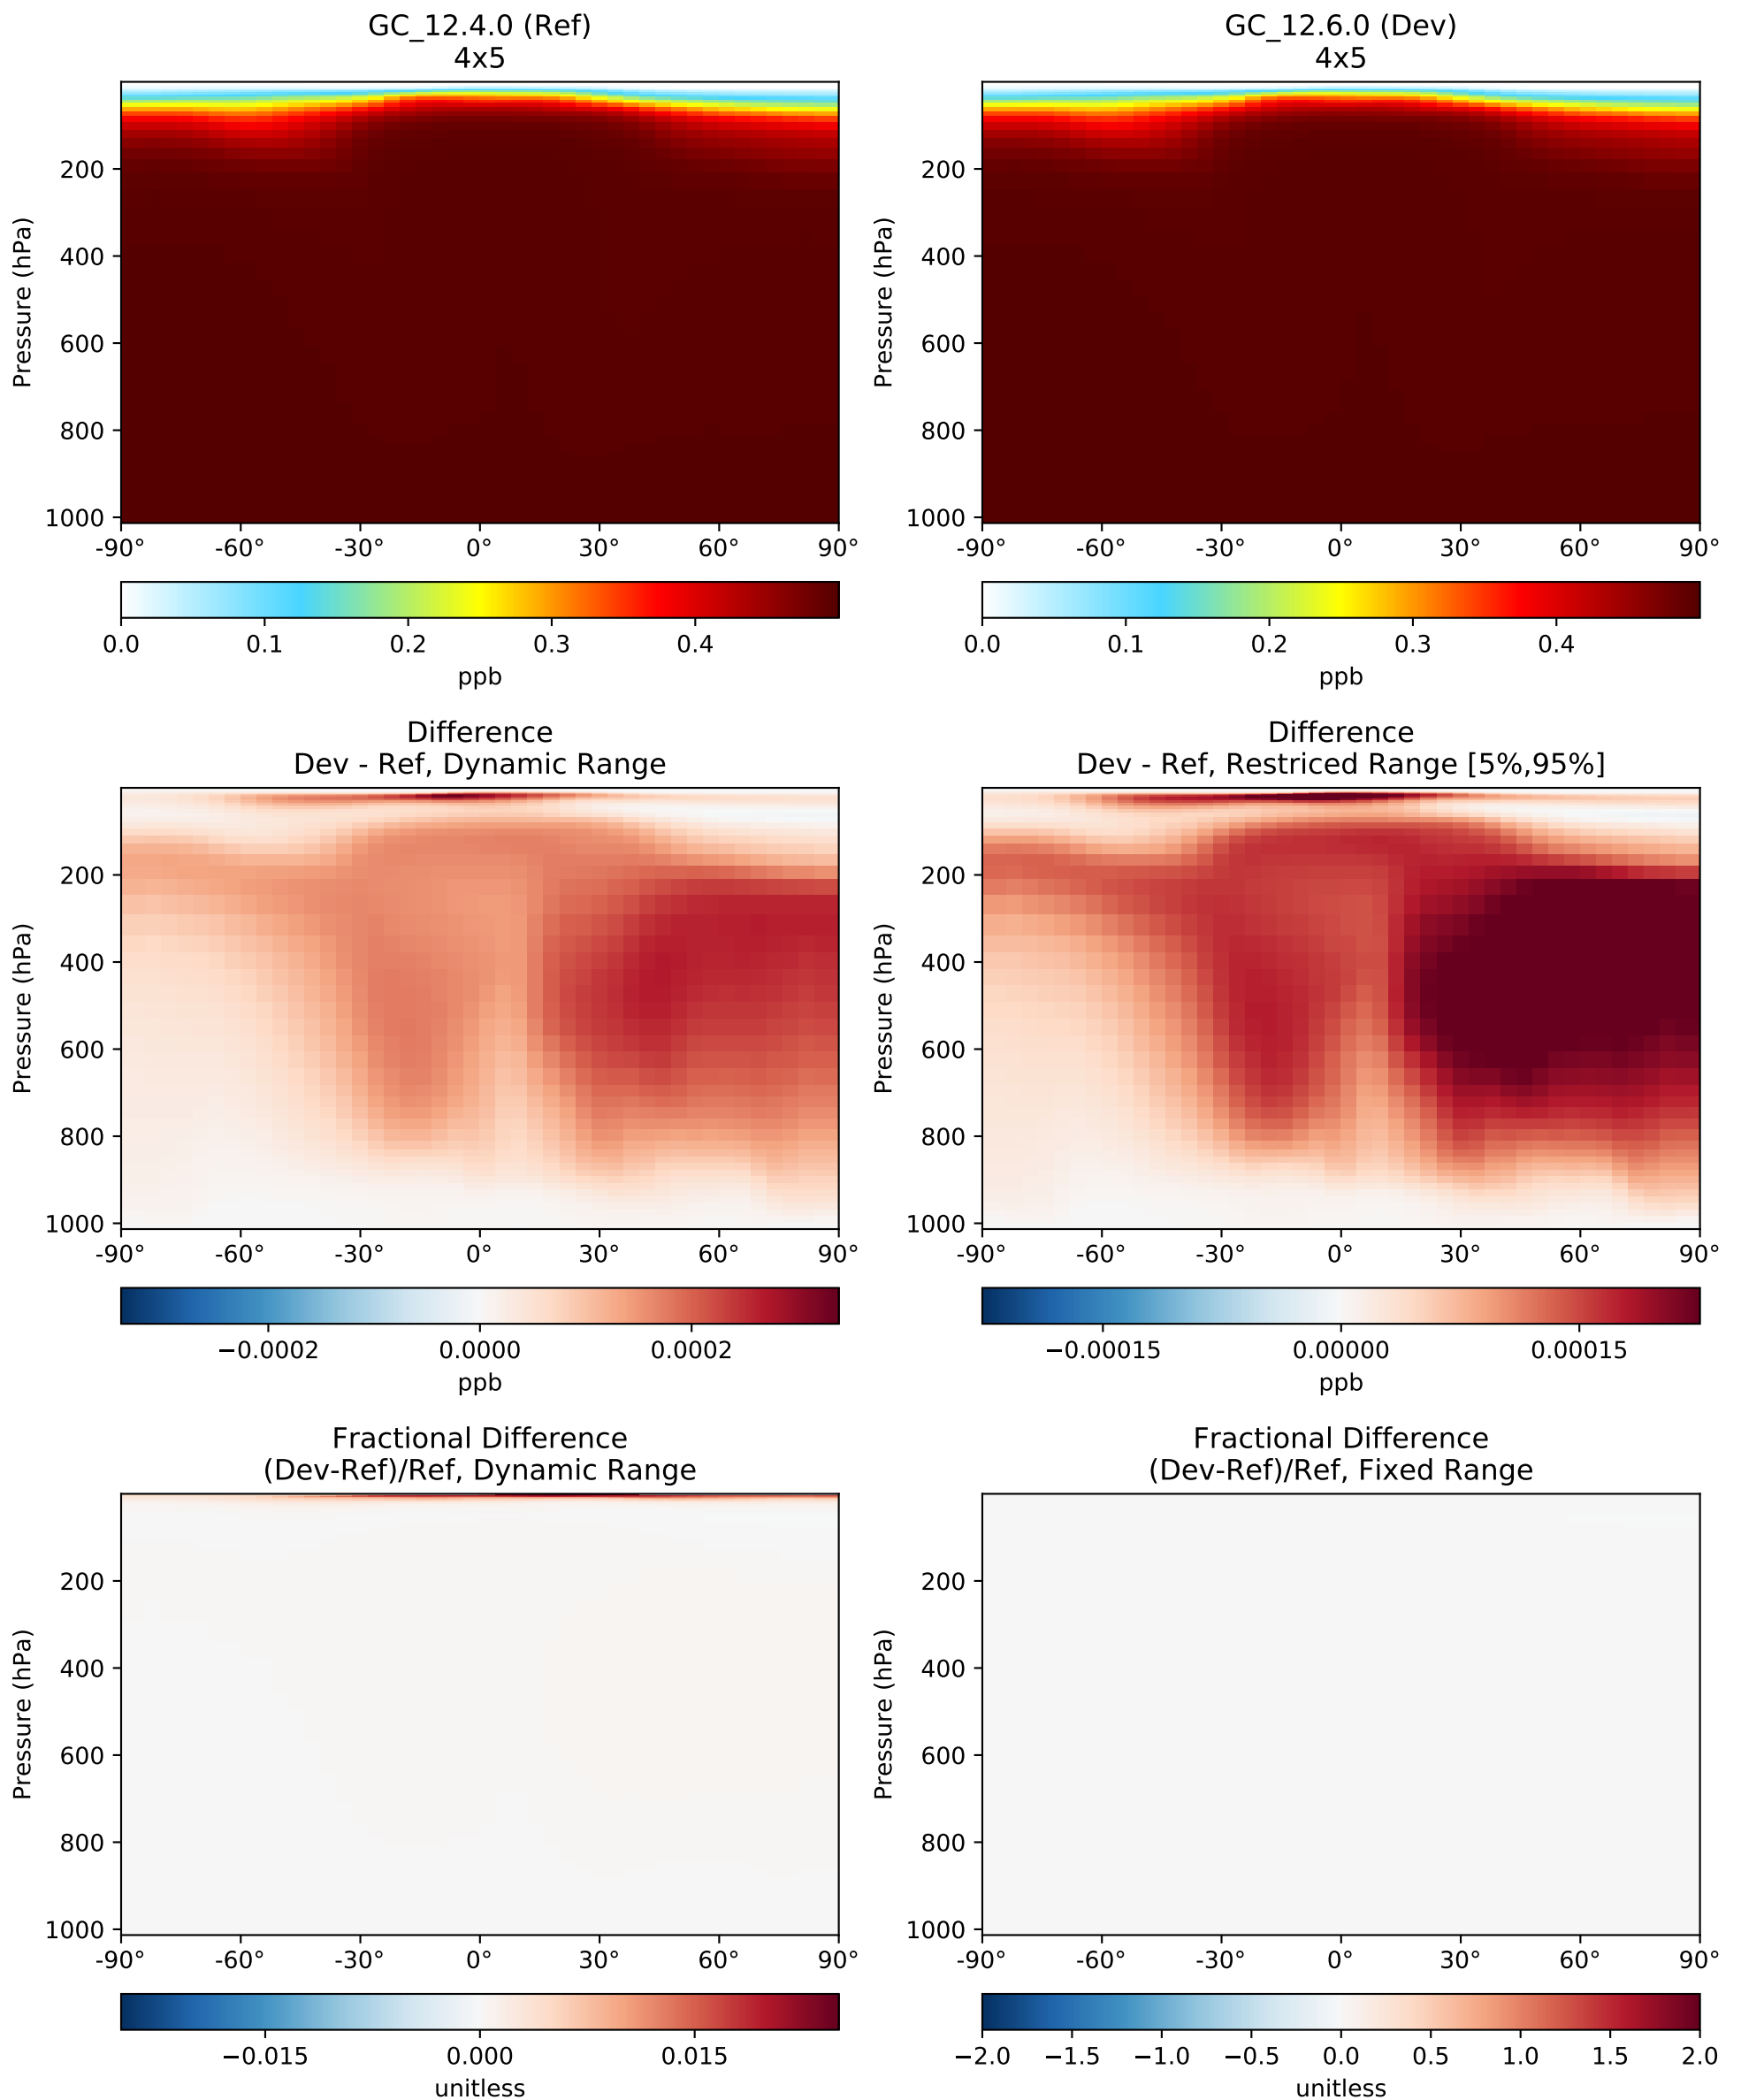 GC_12.4.0 (Ref)
4x5
Pressure (hPa)
200
400
600
800
1000
-90° -60° -30° 0° 30° 60° 90°
0.0 0.1 0.2 0.3 0.4
ppb
GC_12.6.0 (Dev)
4x5
Pressure (hPa)
200
400
600
800
1000
-90° -60° -30° 0° 30° 60° 90°
0.0 0.1 0.2 0.3 0.4
ppb
Difference
Dev - Ref, Dynamic Range
Pressure (hPa)
200
400
600
800
1000
-90° -60° -30° 0° 30° 60° 90°
−0.0002 0.0000 0.0002
ppb
Difference
Dev - Ref, Restriced Range [5%,95%]
Pressure (hPa)
200
400
600
800
1000
-90° -60° -30° 0° 30° 60° 90°
−0.00015 0.00000 0.00015
ppb
Fractional Difference
(Dev-Ref)/Ref, Dynamic Range
Pressure (hPa)
200
400
600
800
1000
-90° -60° -30° 0° 30° 60° 90°
−0.015 0.000 0.015
unitless
Fractional Difference
(Dev-Ref)/Ref, Fixed Range
Pressure (hPa)
200
400
600
800
1000
-90° -60° -30° 0° 30° 60° 90°
−2.0 −1.5 −1.0 −0.5 0.0 0.5 1.0 1.5 2.0
unitless